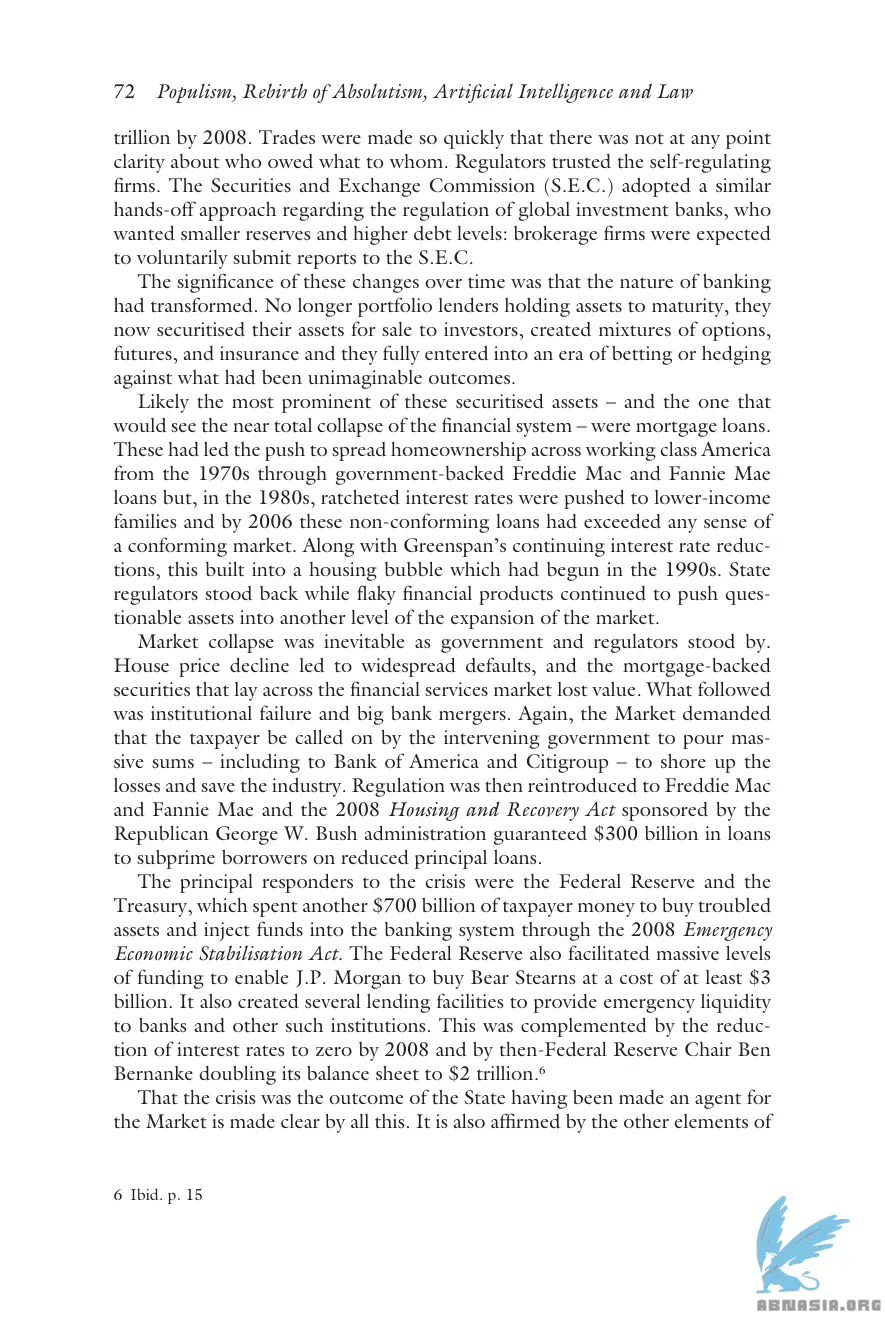 72 Populism, Rebirth of Absolutism, Artificial Intelligence and Law
trillion by 2008. Trades were made so quickly that there was not at any point
clarity about who owed what to whom. Regulators trusted the self-regulating
firms. The Securities and Exchange Commission (S.E.C.) adopted a similar
hands-off approach regarding the regulation of global investment banks, who
wanted smaller reserves and higher debt levels: brokerage firms were expected
to voluntarily submit reports to the S.E.C.
The significance of these changes over time was that the nature of banking
had transformed. No longer portfolio lenders holding assets to maturity, they
now securitised their assets for sale to investors, created mixtures of options,
futures, and insurance and they fully entered into an era of betting or hedging
against what had been unimaginable outcomes.
Likely the most prominent of these securitised assets – and the one that
would see the near total collapse of the financial system – were mortgage loans.
These had led the push to spread homeownership across working class America
from the 1970s through government-backed Freddie Mac and Fannie Mae
loans but, in the 1980s, ratcheted interest rates were pushed to lower-income
families and by 2006 these non-conforming loans had exceeded any sense of
a conforming market. Along with Greenspan’s continuing interest rate reduc-
tions, this built into a housing bubble which had begun in the 1990s. State
regulators stood back while flaky financial products continued to push ques-
tionable assets into another level of the expansion of the market.
Market collapse was inevitable as government and regulators stood by.
House price decline led to widespread defaults, and the mortgage-backed
securities that lay across the financial services market lost value. What followed
was institutional failure and big bank mergers. Again, the Market demanded
that the taxpayer be called on by the intervening government to pour mas-
sive sums – including to Bank of America and Citigroup – to shore up the
losses and save the industry. Regulation was then reintroduced to Freddie Mac
and Fannie Mae and the 2008 Housing and Recovery Act sponsored by the
Republican George W. Bush administration guaranteed $300 billion in loans
to subprime borrowers on reduced principal loans.
The principal responders to the crisis were the Federal Reserve and the
Treasury, which spent another $700 billion of taxpayer money to buy troubled
assets and inject funds into the banking system through the 2008 Emergency
Economic Stabilisation Act. The Federal Reserve also facilitated massive levels
of funding to enable J.P. Morgan to buy Bear Stearns at a cost of at least $3
billion. It also created several lending facilities to provide emergency liquidity
to banks and other such institutions. This was complemented by the reduc-
tion of interest rates to zero by 2008 and by then-Federal Reserve Chair Ben
Bernanke doubling its balance sheet to $2 trillion.⁶
That the crisis was the outcome of the State having been made an agent for
the Market is made clear by all this. It is also affirmed by the other elements of
6 Ibid. p. 15
ABNASIA.ORG